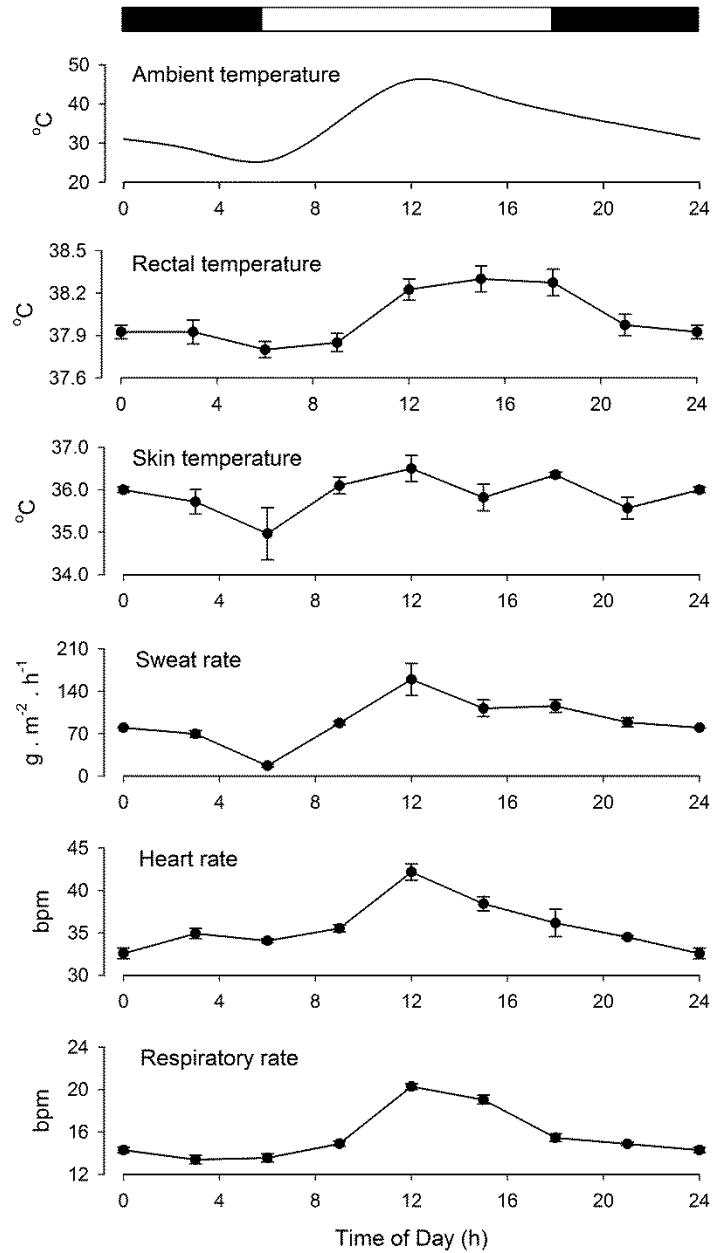 50
Ambient temperature
40
°C
30
20
0 4 8 12 16 20 24
38.5
Rectal temperature
38.2
°C
37.9
37.6
0 4 8 12 16 20 24
37.0
Skin temperature
36.0
°C
35.0
34.0
0 4 8 12 16 20 24
210
Sweat rate
140
g . m-2 . h-1
70
0
0 4 8 12 16 20 24
45
Heart rate
40
bpm
35
30
0 4 8 12 16 20 24
24
Respiratory rate
20
bpm
16
12
0 4 8 12 16 20 24
Time of Day (h)